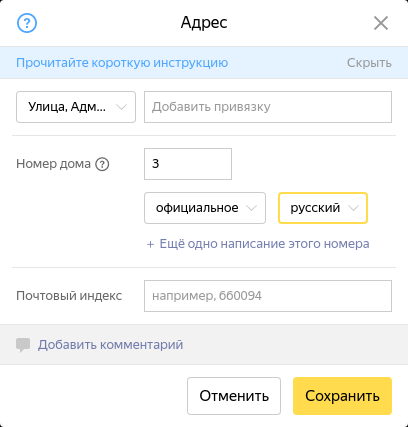 Адрес
Прочитайте короткую инструкцию Скрыть
Улица, Адм... Добавить привязку
Номер дома ? 3
официальное русский
+ Ещё одно написание этого номера
Почтовый индекс например, 660094
Добавить комментарий
Отменить Сохранить